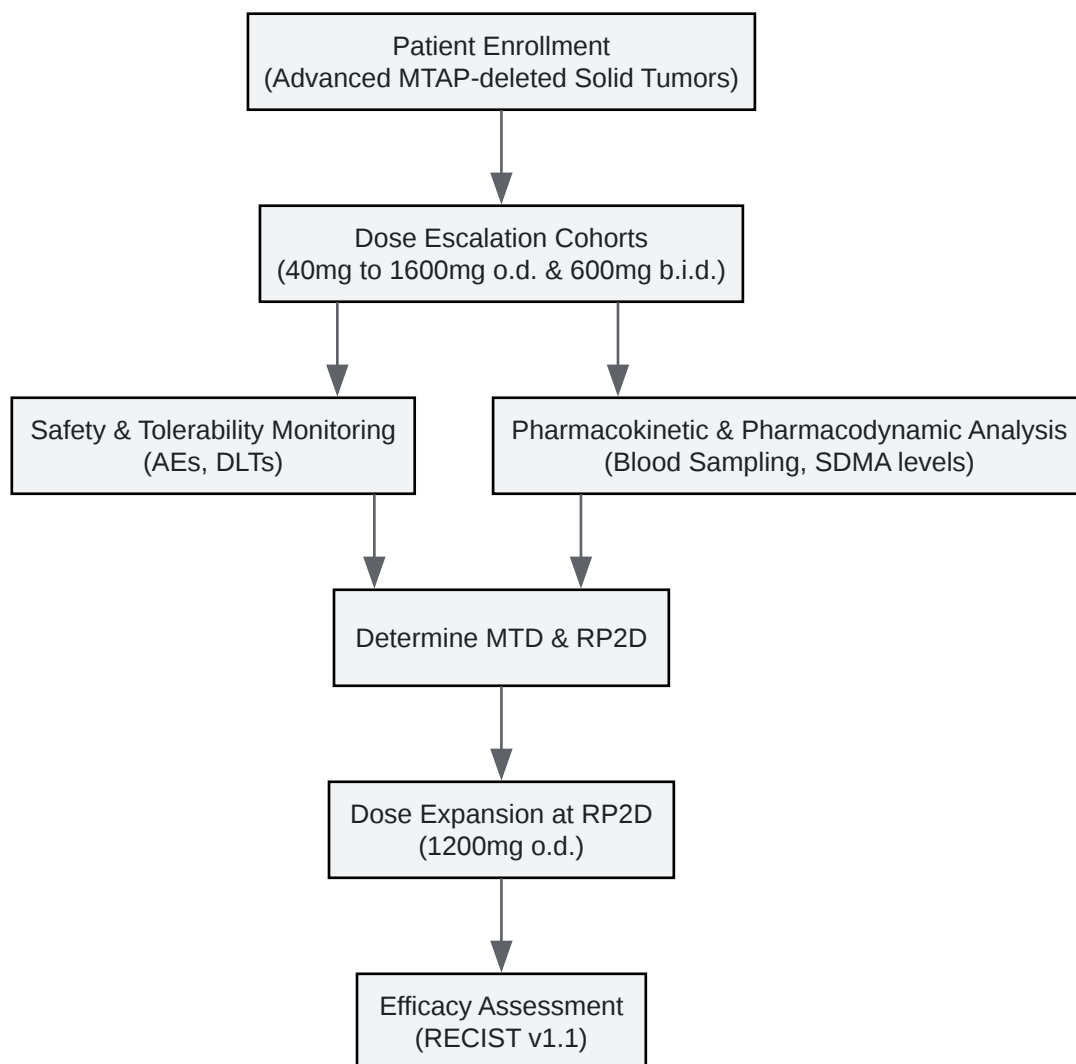 Patient Enrollment
(Advanced MTAP-deleted Solid Tumors)
Dose Escalation Cohorts
(40mg to 1600mg o.d. & 600mg b.i.d.)
Safety & Tolerability Monitoring
(AEs, DLTs)
Pharmacokinetic & Pharmacodynamic Analysis
(Blood Sampling, SDMA levels)
Determine MTD & RP2D
Dose Expansion at RP2D
(1200mg o.d.)
Efficacy Assessment
(RECIST v1.1)